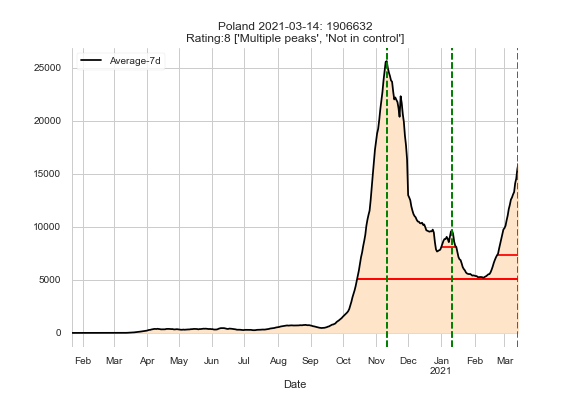 Poland 2021-03-14: 1906632
Rating:8 ['Multiple peaks', 'Not in control']
Average-7d
25000
20000
15000
10000
5000
0
Feb Mar Apr May Jun Jul Aug Sep Oct Nov Dec Jan Feb Mar
2021
Date